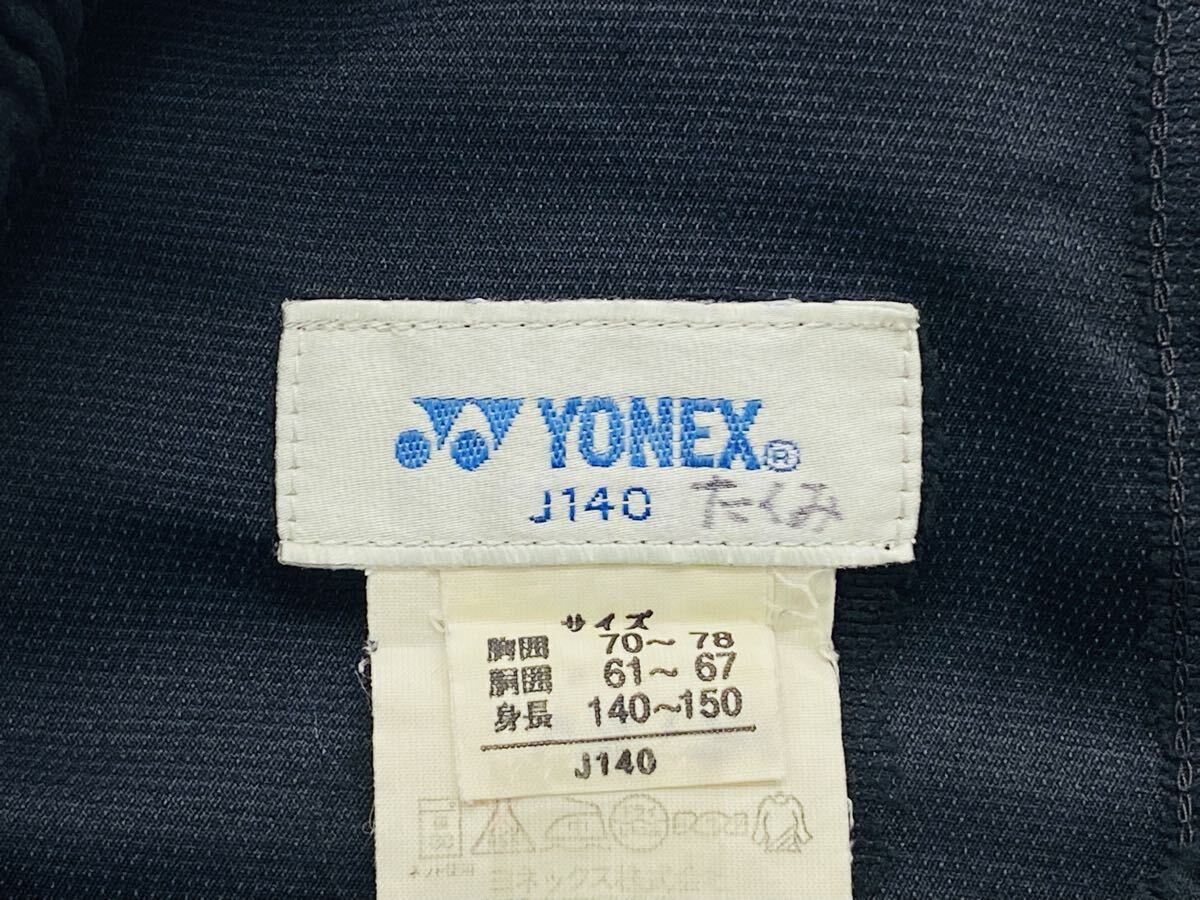 YONEX®
J140 たくみ
サイズ
胸囲 70～78
胴囲 61～67
身長 140～150
J140
ヨネックス株式会社